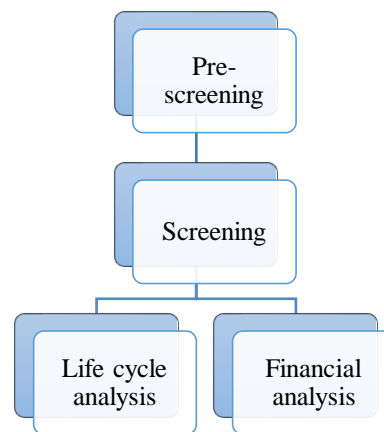 Pre-
screening
Screening
Life cycle
analysis
Financial
analysis